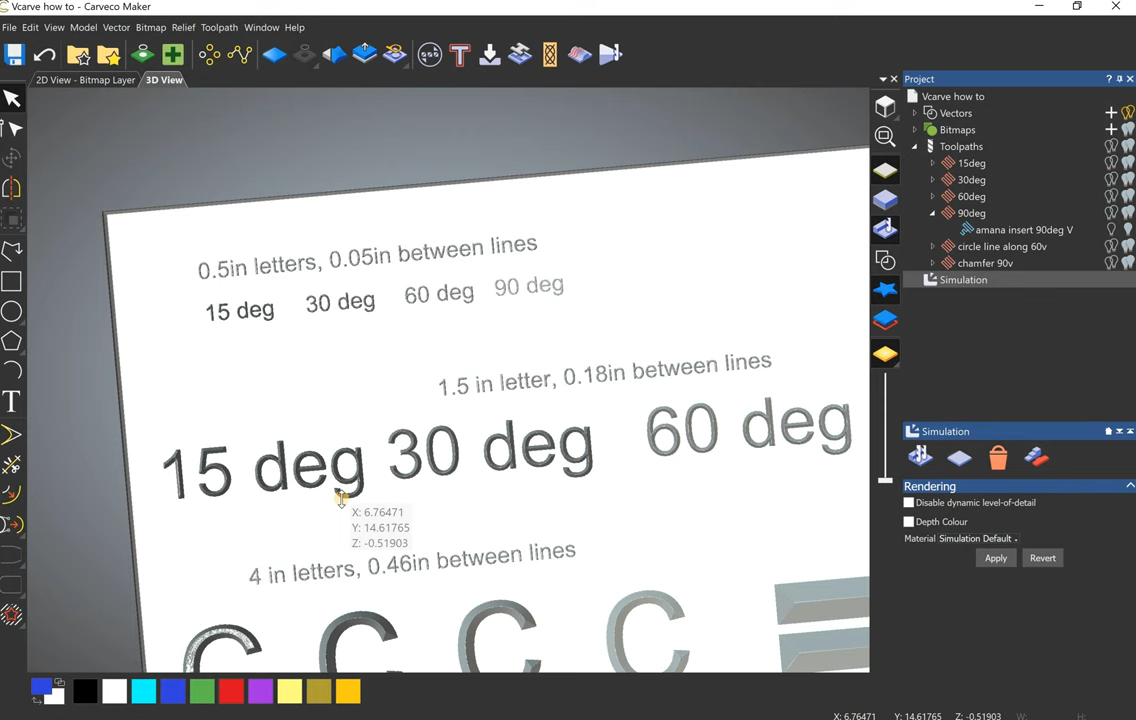 Vcarve how to - Carveco Maker
File Edit View Model Vector Bitmap Relief Toolpath Window Help
2D View - Bitmap Layer 3D View
Project
Vcarve how to
Vectors
Bitmaps
Toolpaths
15deg
30deg
60deg
90deg
amana insert 90deg V
circle line along 60v
chamfer 90v
Simulation
0.5in letters, 0.05in between lines
15 deg 30 deg 60 deg 90 deg
1.5 in letter, 0.18in between lines
15 deg 30 deg 60 deg
X: 6.76471
Y: 14.61765
Z: -0.51903
4 in letters, 0.46in between lines
C C C C
Simulation
Rendering
Disable dynamic level-of-detail
Depth Colour
Material Simulation Default
Apply Revert
X: 6.76471 Y: 14.61765 Z: -0.51903 W: H: